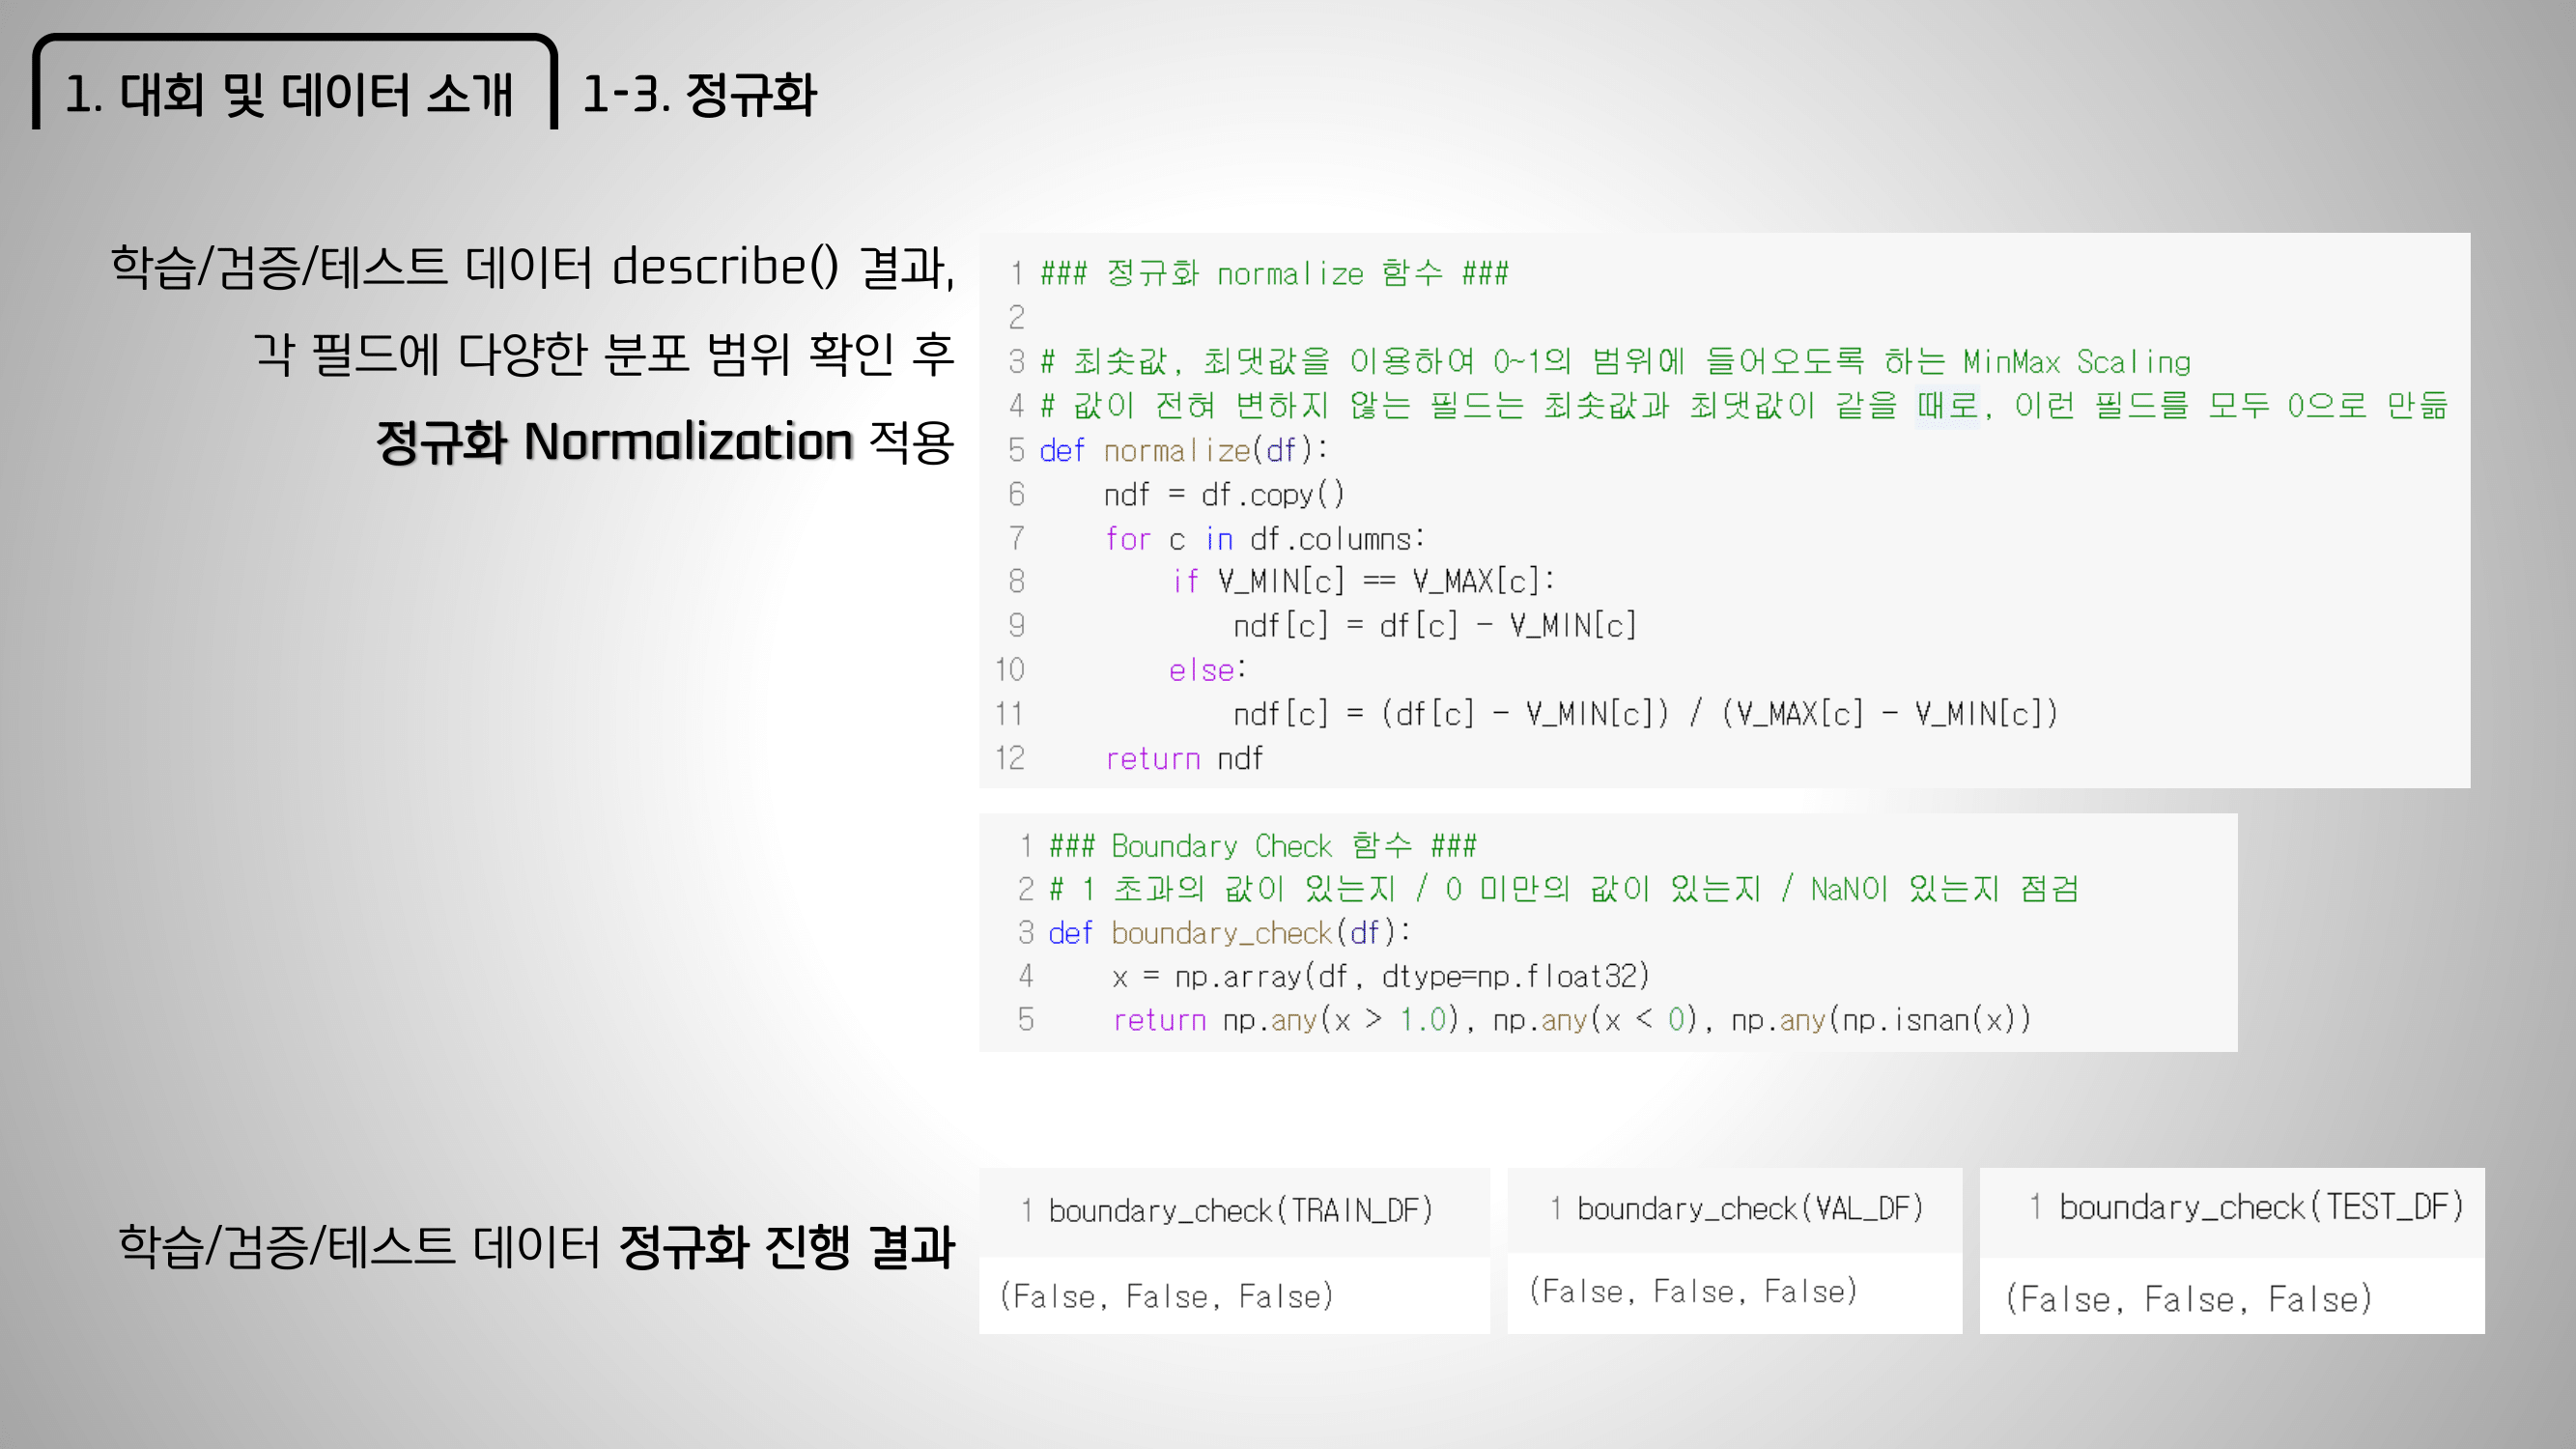 1. 대회 및 데이터 소개
1-3. 정규화
학습/검증/테스트 데이터 describe() 결과,
각 필드에 다양한 분포 범위 확인 후
정규화 Normalization 적용
1 ### 정규화 normalize 함수 ###
2
3 # 최솟값, 최댓값을 이용하여 0~1의 범위에 들어오도록 하는 MinMax Scaling
4 # 값이 전혀 변하지 않는 필드는 최솟값과 최댓값이 같을 때로, 이런 필드를 모두 0으로 만듦
5 def normalize(df):
6     ndf = df.copy()
7     for c in df.columns:
8         if V_MIN[c] == V_MAX[c]:
9             ndf[c] = df[c] - V_MIN[c]
10         else:
11             ndf[c] = (df[c] - V_MIN[c]) / (V_MAX[c] - V_MIN[c])
12     return ndf
1 ### Boundary Check 함수 ###
2 # 1 초과의 값이 있는지 / 0 미만의 값이 있는지 / NaN이 있는지 점검
3 def boundary_check(df):
4     x = np.array(df, dtype=np.float32)
5     return np.any(x > 1.0), np.any(x < 0), np.any(np.isnan(x))
학습/검증/테스트 데이터 정규화 진행 결과
1 boundary_check(TRAIN_DF)
(False, False, False)
1 boundary_check(VAL_DF)
(False, False, False)
1 boundary_check(TEST_DF)
(False, False, False)